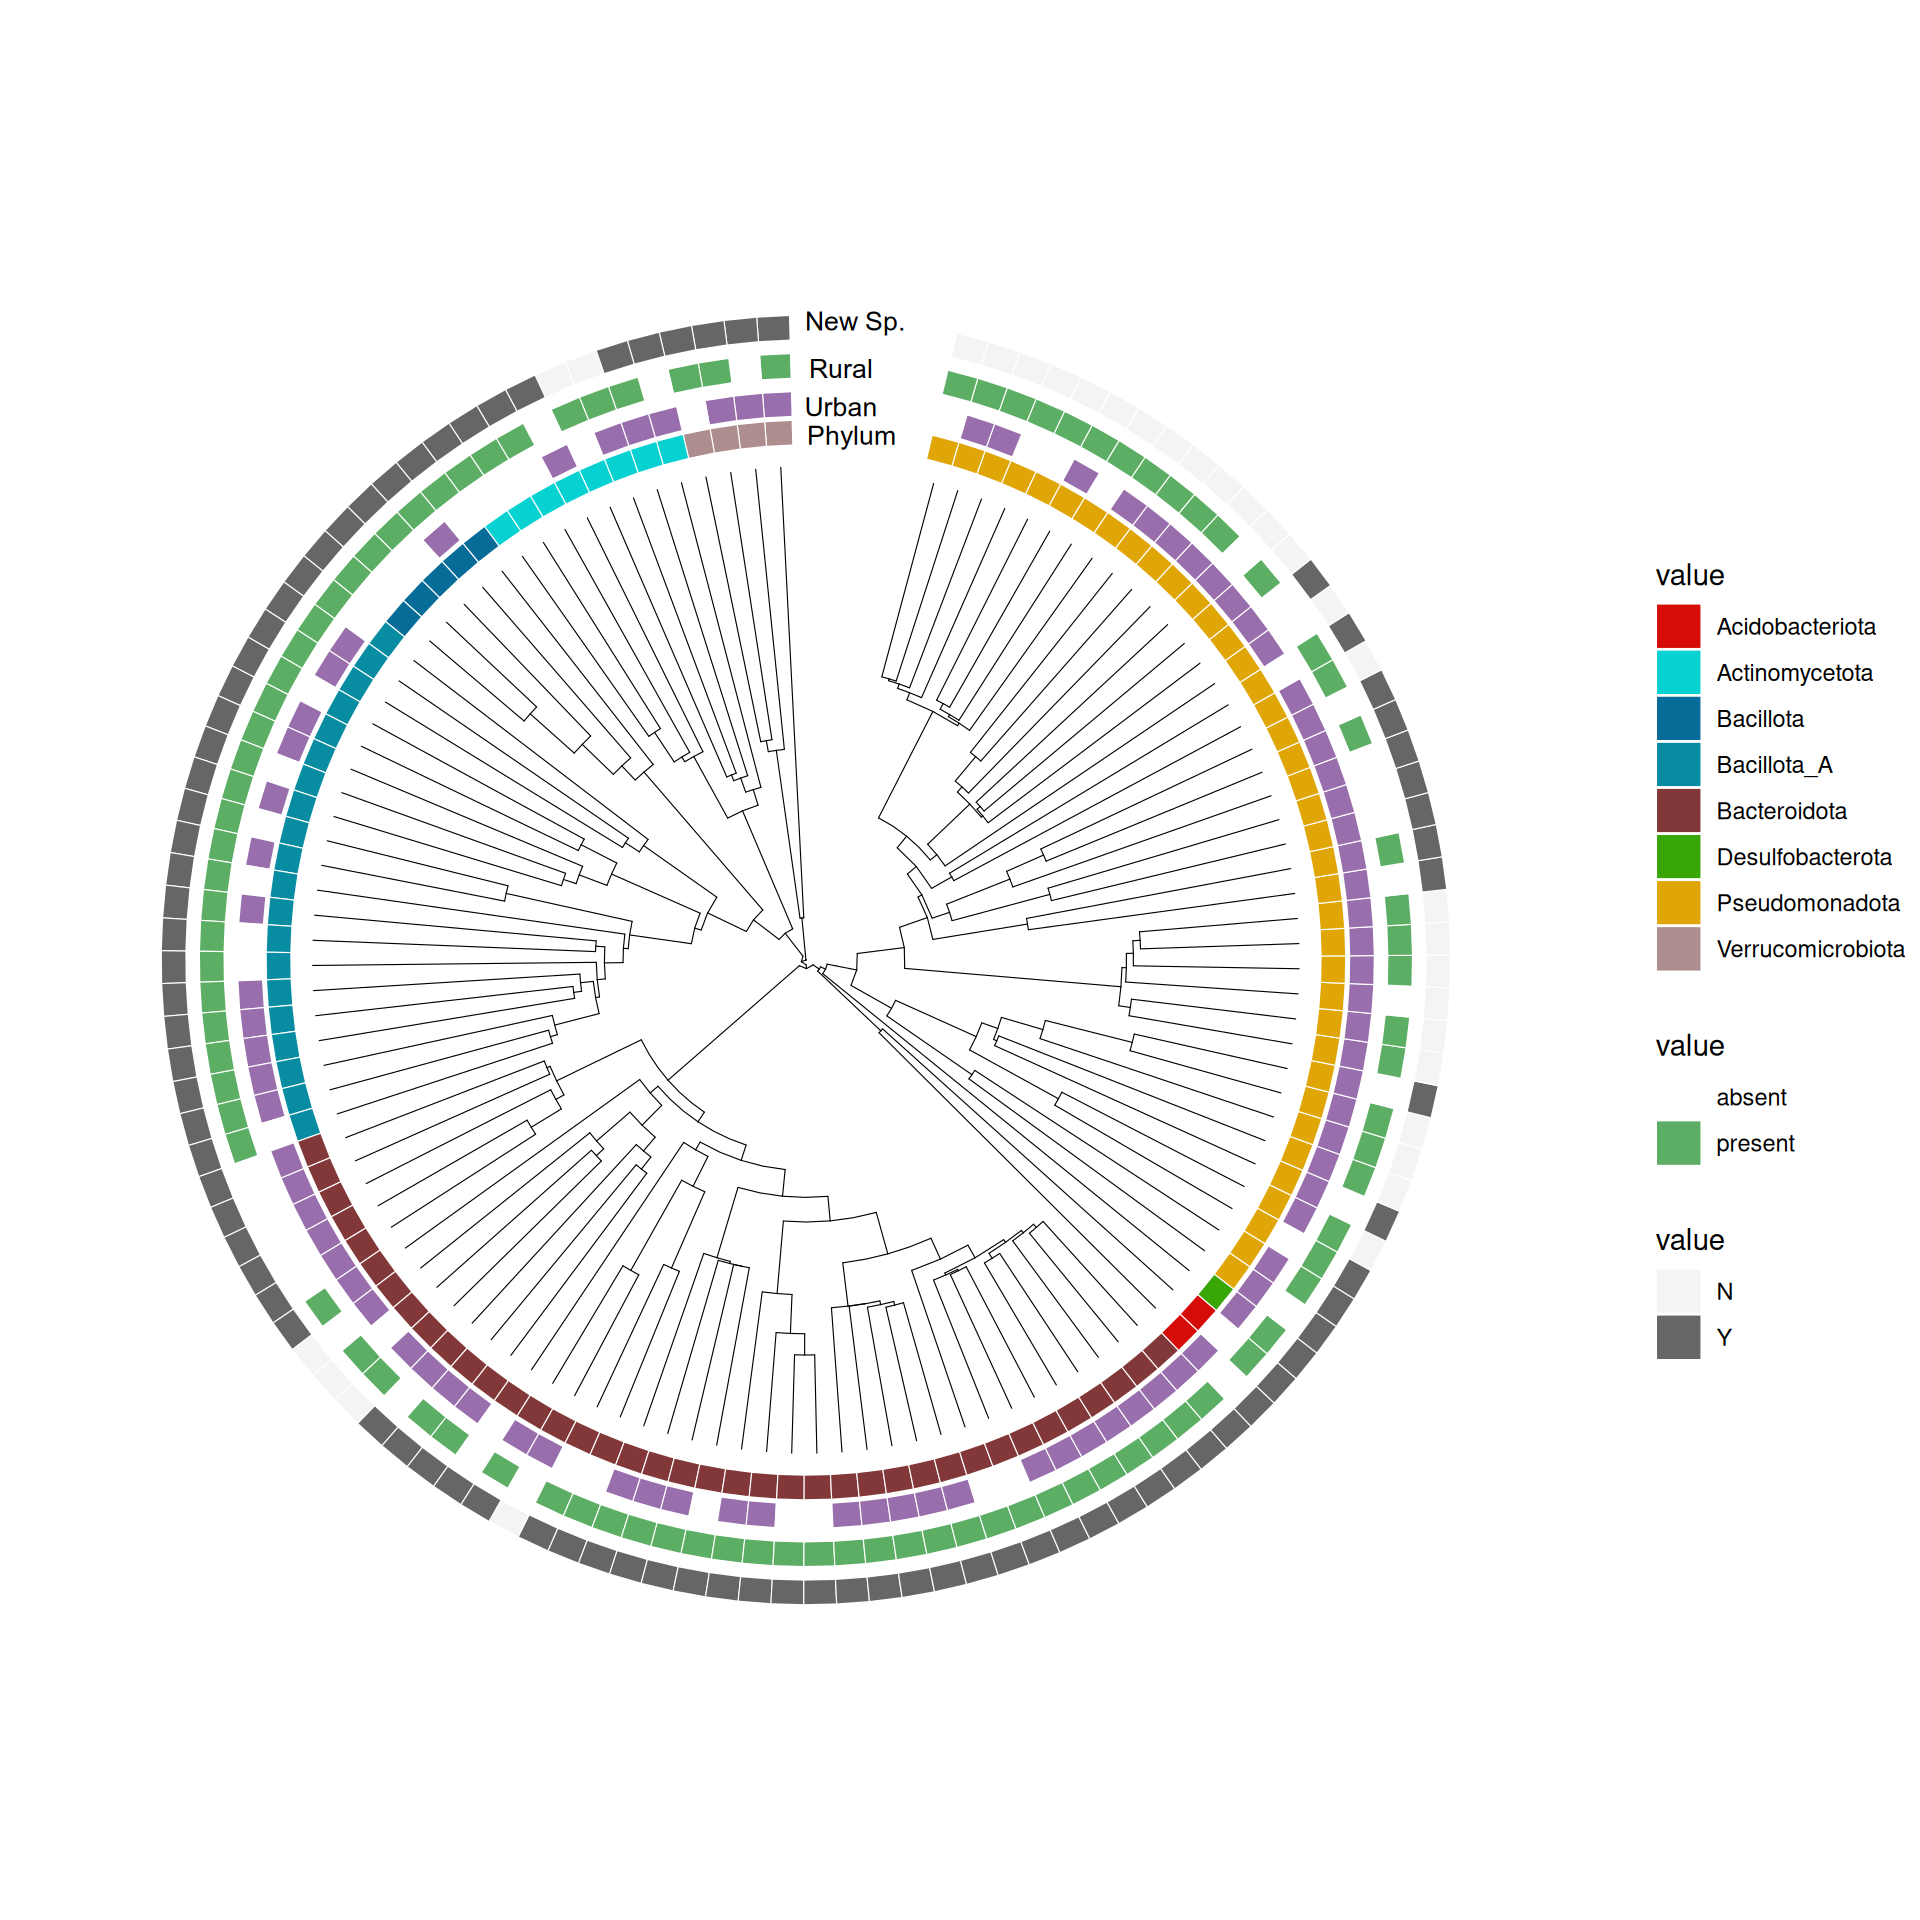 New Sp.
Rural
Urban
Phylum
value
Acidobacteriota
Actinomycetota
Bacillota
Bacillota_A
Bacteroidota
Desulfobacterota
Pseudomonadota
Verrucomicrobiota
value
absent
present
value
N
Y